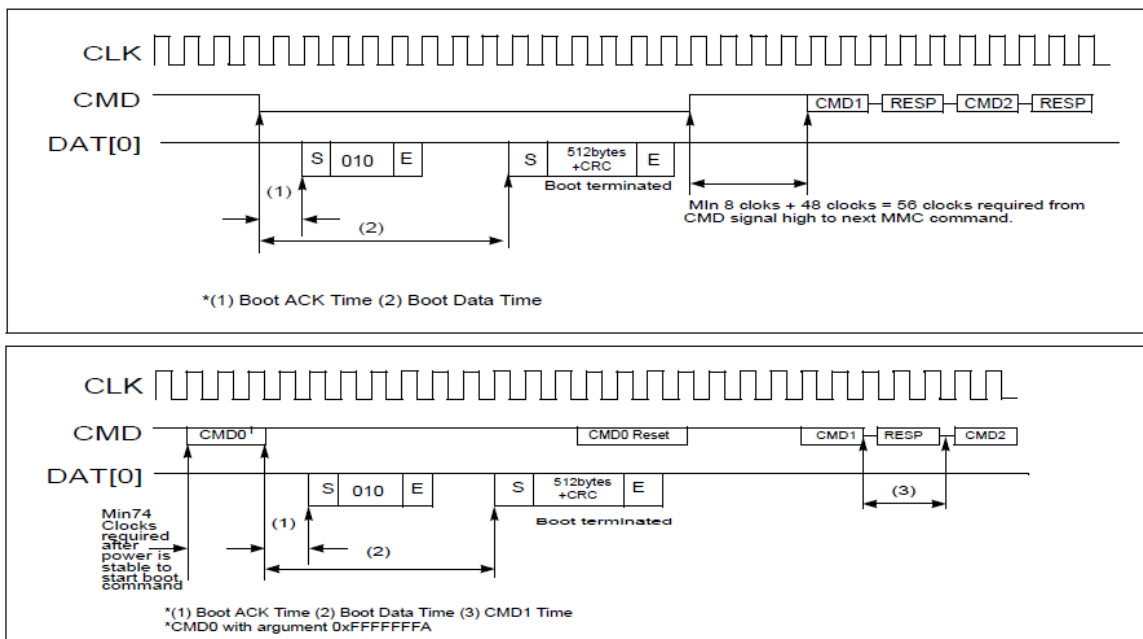 CLK
CMD
CMD1 RESP CMD2 RESP
DAT[0]
S 010 E S 512bytes +CRC E
Boot terminated
(1)
(2)
MIn 8 cloks + 48 clocks = 56 clocks required from
CMD signal high to next MMC command.
*(1) Boot ACK Time (2) Boot Data Time
CLK
CMD
CMD0¹ CMD0 Reset CMD1 RESP CMD2
DAT[0]
S 010 E S 512bytes +CRC E
Boot terminated
Min74
Clocks
required
after
power is
stable to
start boot
command
(1)
(2)
(3)
*(1) Boot ACK Time (2) Boot Data Time (3) CMD1 Time
*CMD0 with argument 0xFFFFFFFA